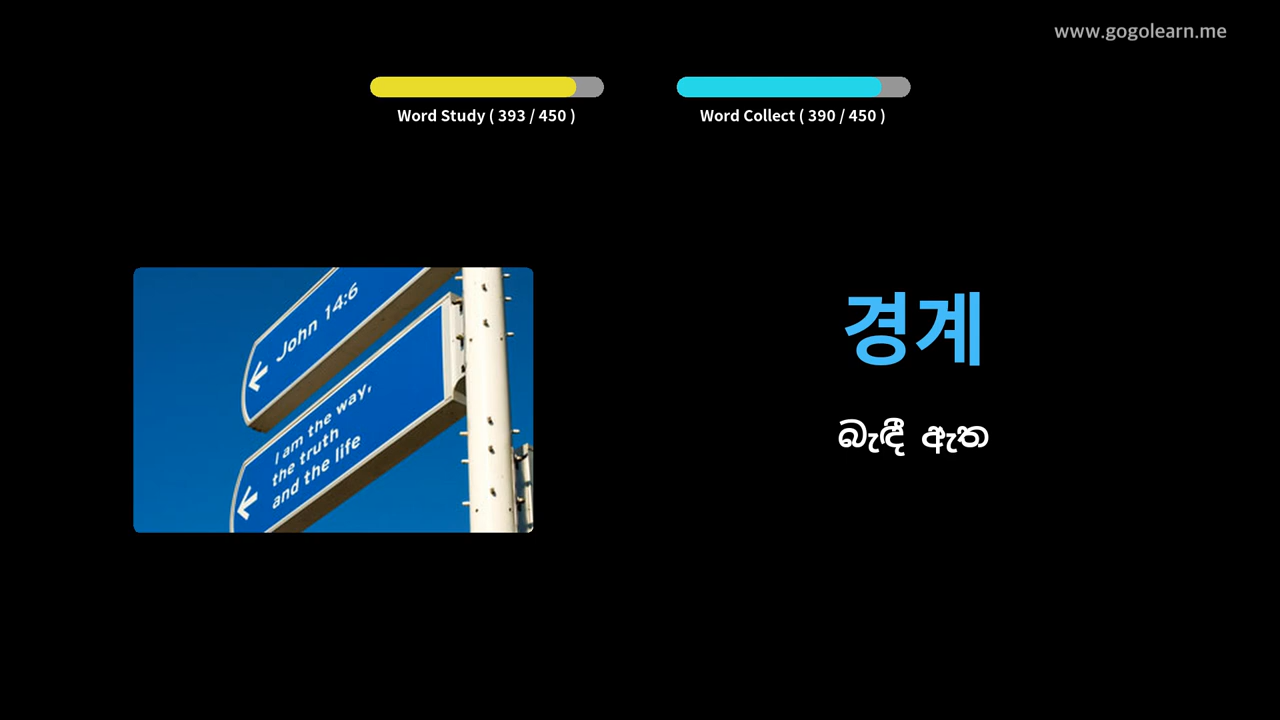 www.gogolearn.me
Word Study ( 393 / 450 )
Word Collect ( 390 / 450 )
John 14:6
I am the way,
the truth
and the life
경계
බැඳී ඇත